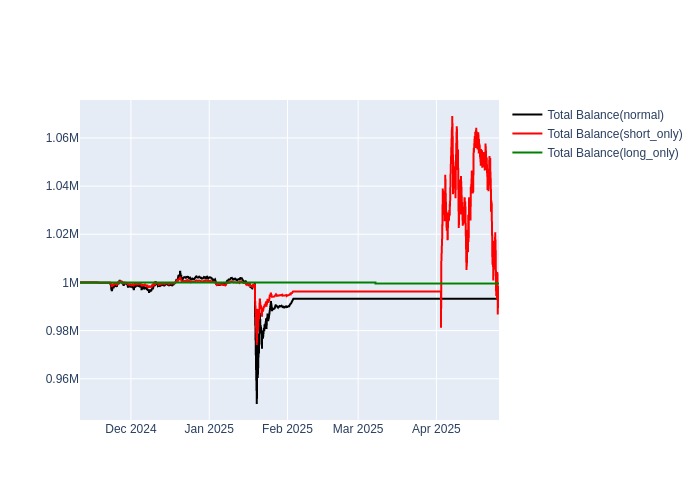 Total Balance(normal)
Total Balance(short_only)
Total Balance(long_only)
1.06M
1.04M
1.02M
1M
0.98M
0.96M
Dec 2024
Jan 2025
Feb 2025
Mar 2025
Apr 2025